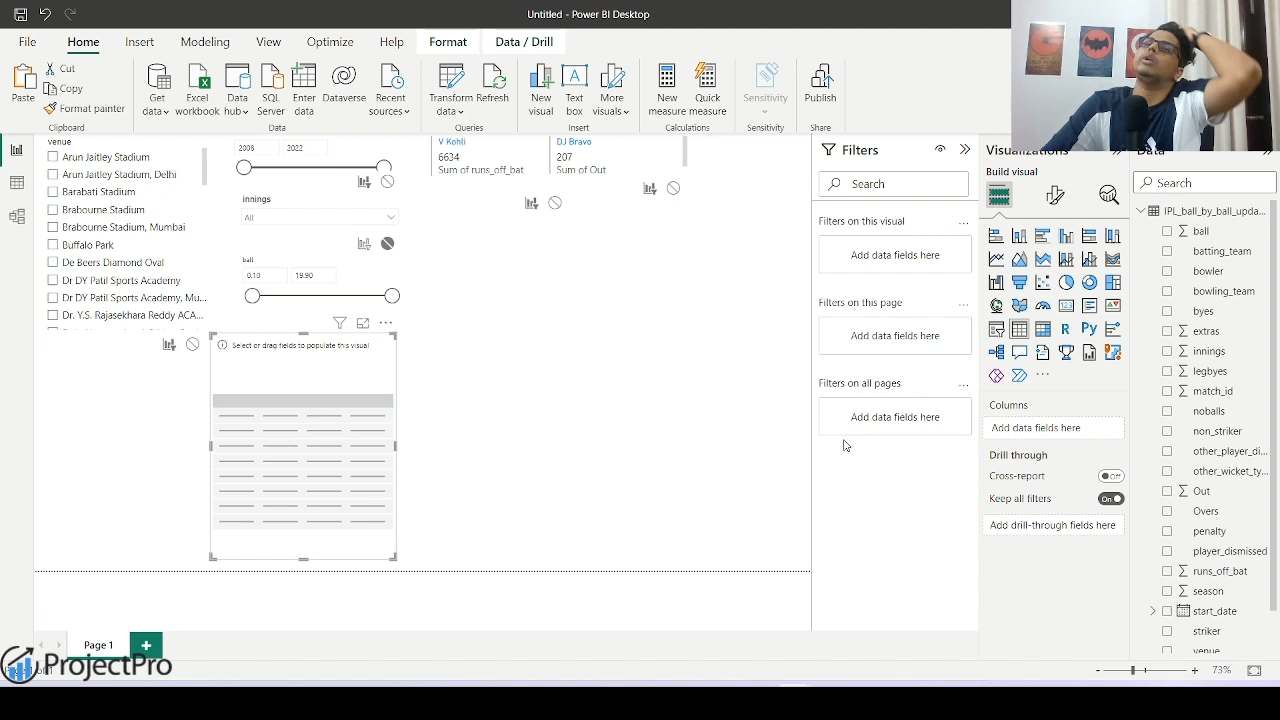 Untitled - Power BI Desktop
File Home Insert Modeling View Optimize Help Format Data / Drill
Paste
Cut
Copy
Format painter
Clipboard
Get data
Excel workbook
Data hub
SQL Server
Enter data
Dataverse
Recent sources
Data
Transform data
Refresh
Queries
New visual
Text box
More visuals
Insert
New measure
Quick measure
Calculations
Sensitivity
Sensitivity
Publish
Share
venue
Arun Jaitley Stadium
Arun Jaitley Stadium, Delhi
Barabati Stadium
Brabourne Stadium
Brabourne Stadium, Mumbai
Buffalo Park
De Beers Diamond Oval
Dr DY Patil Sports Academy
Dr DY Patil Sports Academy, Mu...
Dr. Y.S. Rajasekhara Reddy ACA...
2008 2022
innings
All
ball
0.10 19.90
Select or drag fields to populate this visual
V Kohli
6634
Sum of runs_off_bat
DJ Bravo
207
Sum of Out
Filters
Search
Filters on this visual ...
Add data fields here
Filters on this page ...
Add data fields here
Filters on all pages ...
Add data fields here
Visualizations
Build visual
R Py
...
Columns
Add data fields here
Drill through
Cross-report Off
Keep all filters On
Add drill-through fields here
Data
Search
IPL_ball_by_ball_upda...
ball
batting_team
bowler
bowling_team
byes
extras
innings
legbyes
match_id
noballs
non_striker
other_player_di...
other_wicket_ty...
Out
Overs
penalty
player_dismissed
runs_off_bat
season
start_date
striker
venue
Page 1 +
ProjectPro
- + 73%